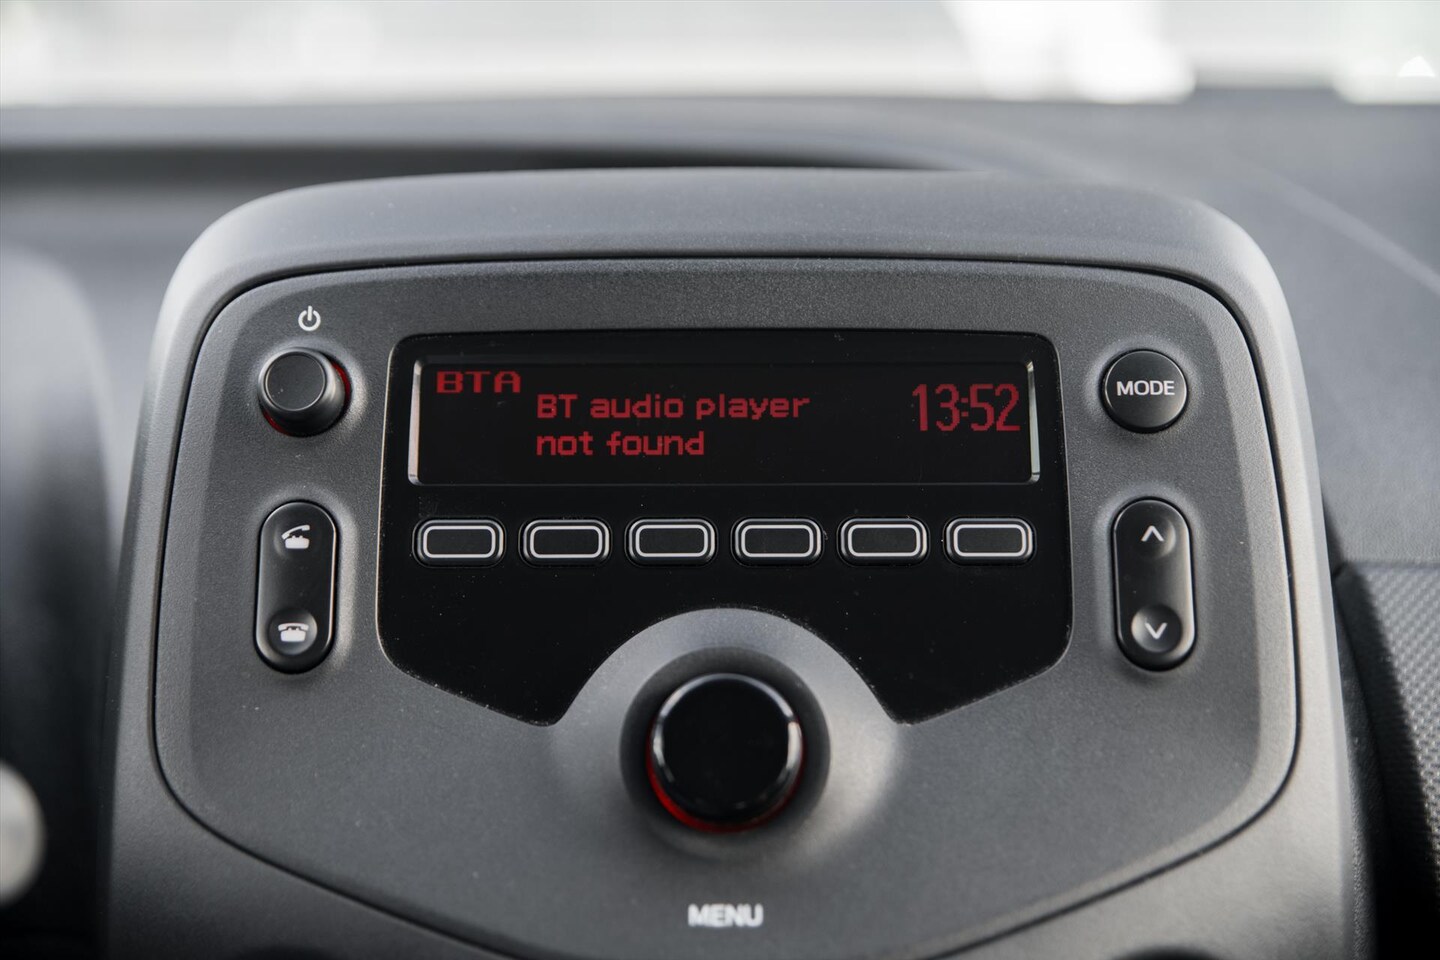 BTA
BT audio player
not found
13:52
MODE
MENU